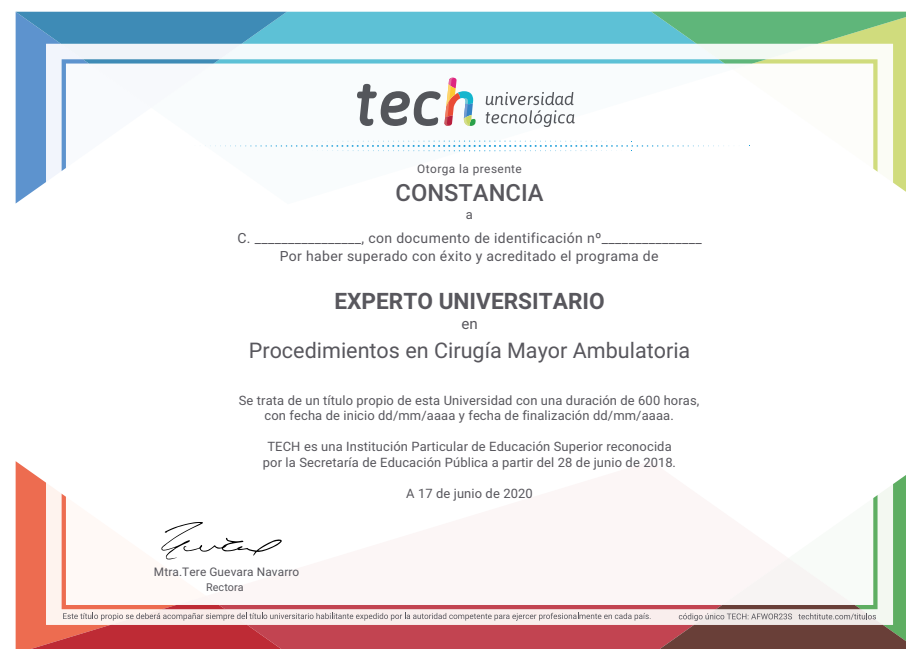 tech universidad
tecnológica
Otorga la presente
CONSTANCIA
a
C. ________________, con documento de identificación nº_______________
Por haber superado con éxito y acreditado el programa de
EXPERTO UNIVERSITARIO
en
Procedimientos en Cirugía Mayor Ambulatoria
Se trata de un título propio de esta Universidad con una duración de 600 horas,
con fecha de inicio dd/mm/aaaa y fecha de finalización dd/mm/aaaa.
TECH es una Institución Particular de Educación Superior reconocida
por la Secretaría de Educación Pública a partir del 28 de junio de 2018.
A 17 de junio de 2020
Mtra.Tere Guevara Navarro
Rectora
Este título propio se deberá acompañar siempre del título universitario habilitante expedido por la autoridad competente para ejercer profesionalmente en cada país. código único TECH: AFWOR23S techtitute.com/titulos